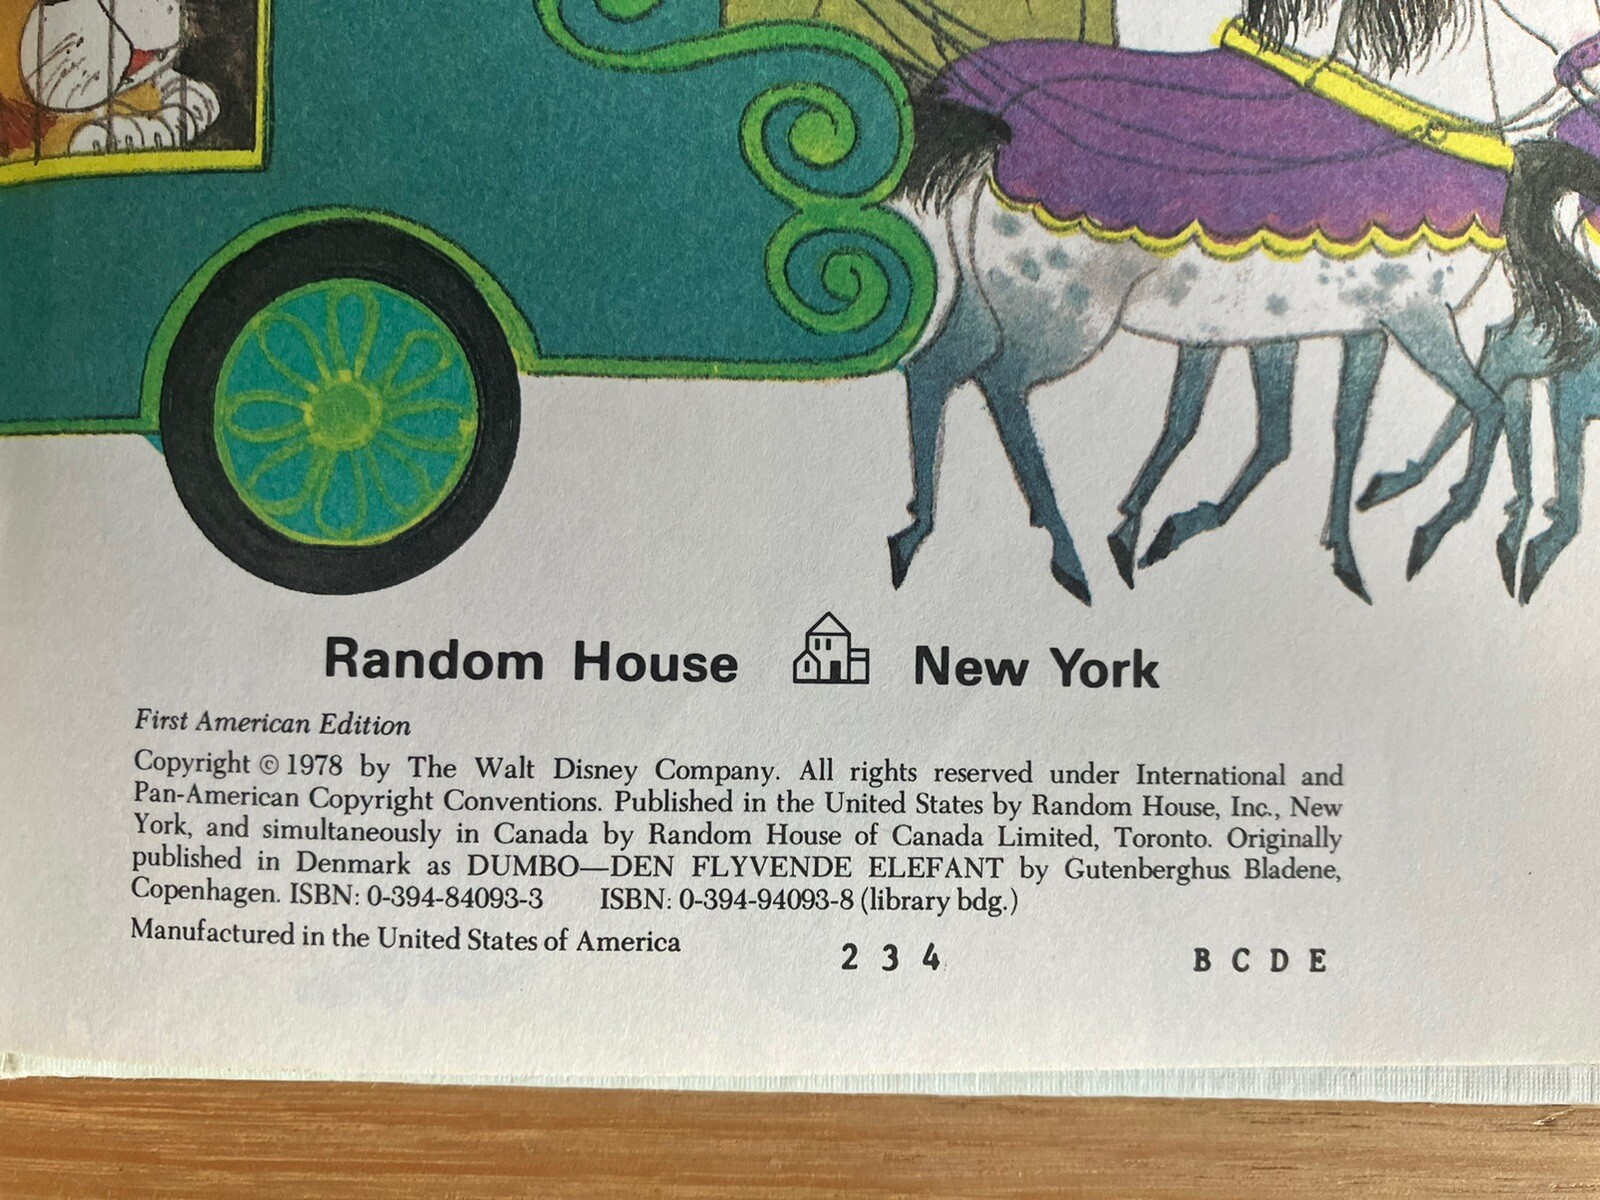 Random House New York
First American Edition
Copyright © 1978 by The Walt Disney Company. All rights reserved under International and
Pan-American Copyright Conventions. Published in the United States by Random House, Inc., New
York, and simultaneously in Canada by Random House of Canada Limited, Toronto. Originally
published in Denmark as DUMBO—DEN FLYVENDE ELEFANT by Gutenberghus Bladene,
Copenhagen. ISBN: 0-394-84093-3 ISBN: 0-394-94093-8 (library bdg.)
Manufactured in the United States of America 2 3 4 B C D E